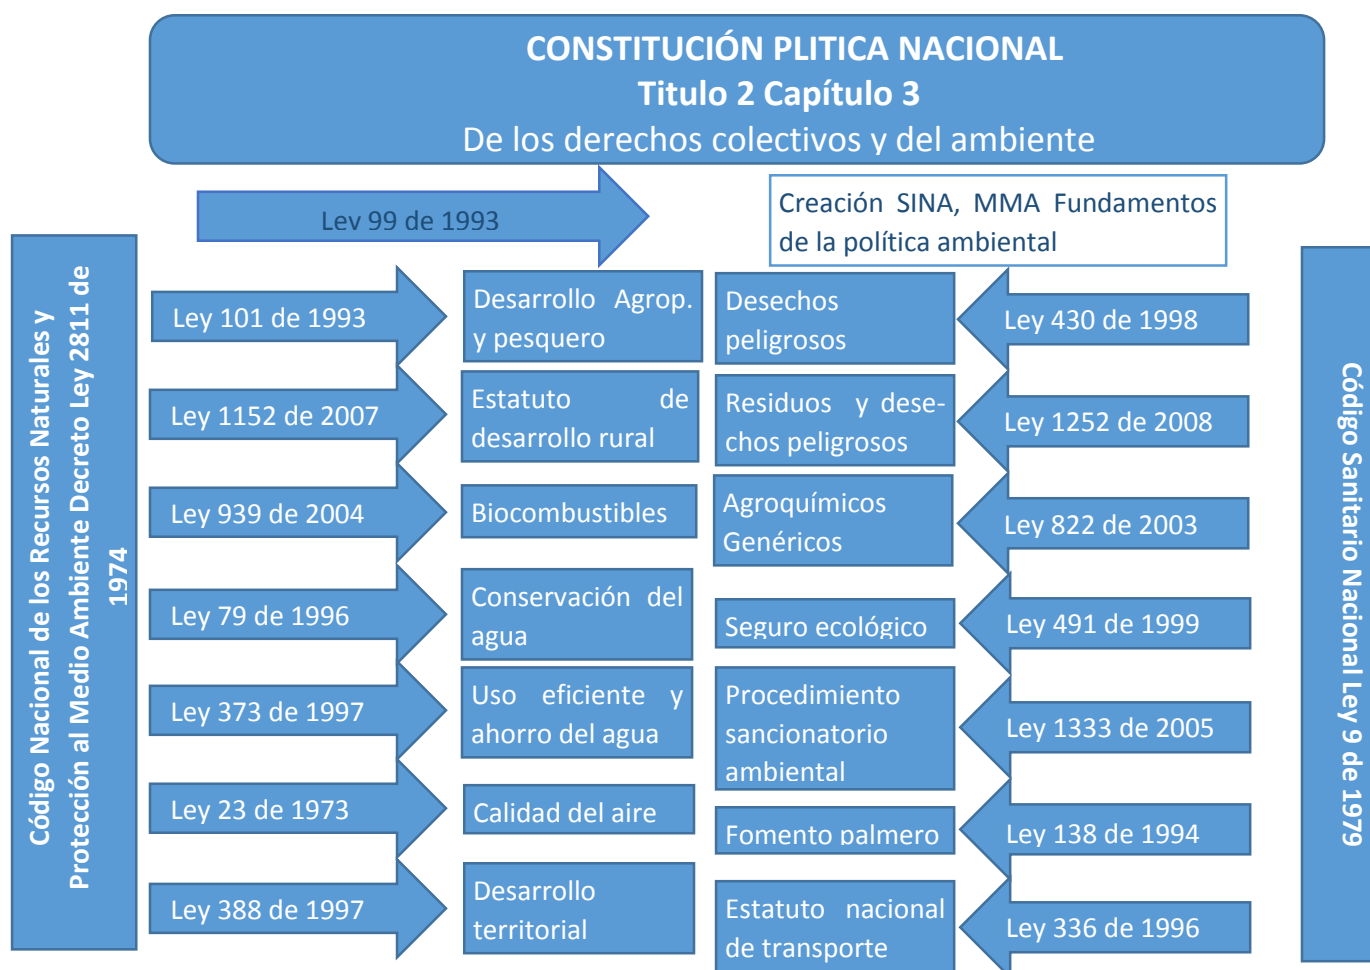 CONSTITUCIÓN PLITICA NACIONAL
Titulo 2 Capítulo 3
De los derechos colectivos y del ambiente
Ley 99 de 1993
Creación SINA, MMA Fundamentos
de la política ambiental
Código Nacional de los Recursos Naturales y
Protección al Medio Ambiente Decreto Ley 2811 de
1974
Ley 101 de 1993
Desarrollo Agrop.
y pesquero
Desechos
peligrosos
Ley 430 de 1998
Ley 1152 de 2007
Estatuto de
desarrollo rural
Residuos y dese-
chos peligrosos
Ley 1252 de 2008
Ley 939 de 2004
Biocombustibles
Agroquímicos
Genéricos
Ley 822 de 2003
Ley 79 de 1996
Conservación del
agua
Seguro ecológico
Ley 491 de 1999
Ley 373 de 1997
Uso eficiente y
ahorro del agua
Procedimiento
sancionatorio
ambiental
Ley 1333 de 2005
Ley 23 de 1973
Calidad del aire
Fomento palmero
Ley 138 de 1994
Ley 388 de 1997
Desarrollo
territorial
Estatuto nacional
de transporte
Ley 336 de 1996
Código Sanitario Nacional Ley 9 de 1979